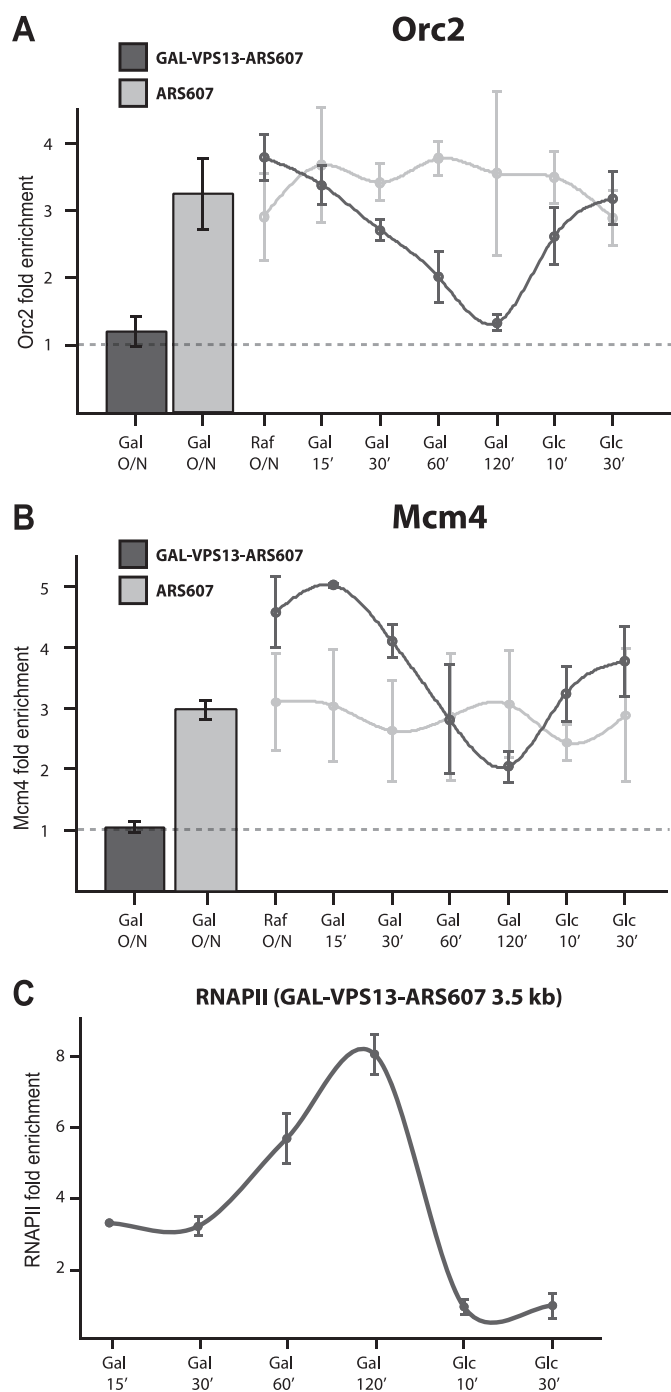 A
Orc2
GAL-VPS13-ARS607
ARS607
Orc2 fold enrichment
4
3
2
1
Gal Gal Raf Gal Gal Gal Gal Glc Glc
O/N O/N O/N 15′ 30′ 60′ 120′ 10′ 30′
B
Mcm4
GAL-VPS13-ARS607
ARS607
Mcm4 fold enrichment
5
4
3
2
1
Gal Gal Raf Gal Gal Gal Gal Glc Glc
O/N O/N O/N 15′ 30′ 60′ 120′ 10′ 30′
C
RNAPII (GAL-VPS13-ARS607 3.5 kb)
RNAPII fold enrichment
8
6
4
2
Gal Gal Gal Gal Glc Glc
15′ 30′ 60′ 120′ 10′ 30′